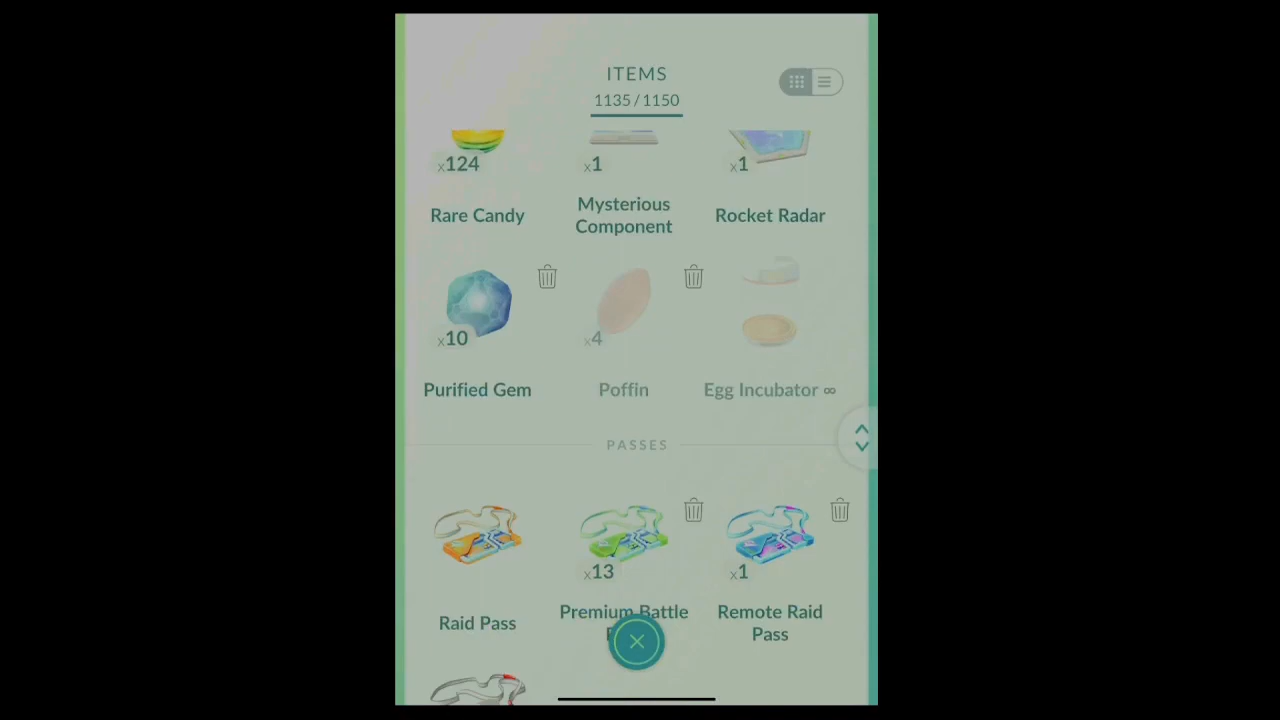 ITEMS
1135/1150
x124
x1
x1
Rare Candy
Mysterious
Component
Rocket Radar
x10
x4
Purified Gem
Poffin
Egg Incubator ∞
PASSES
x13
x1
Raid Pass
Premium Battle
Remote Raid
Pass